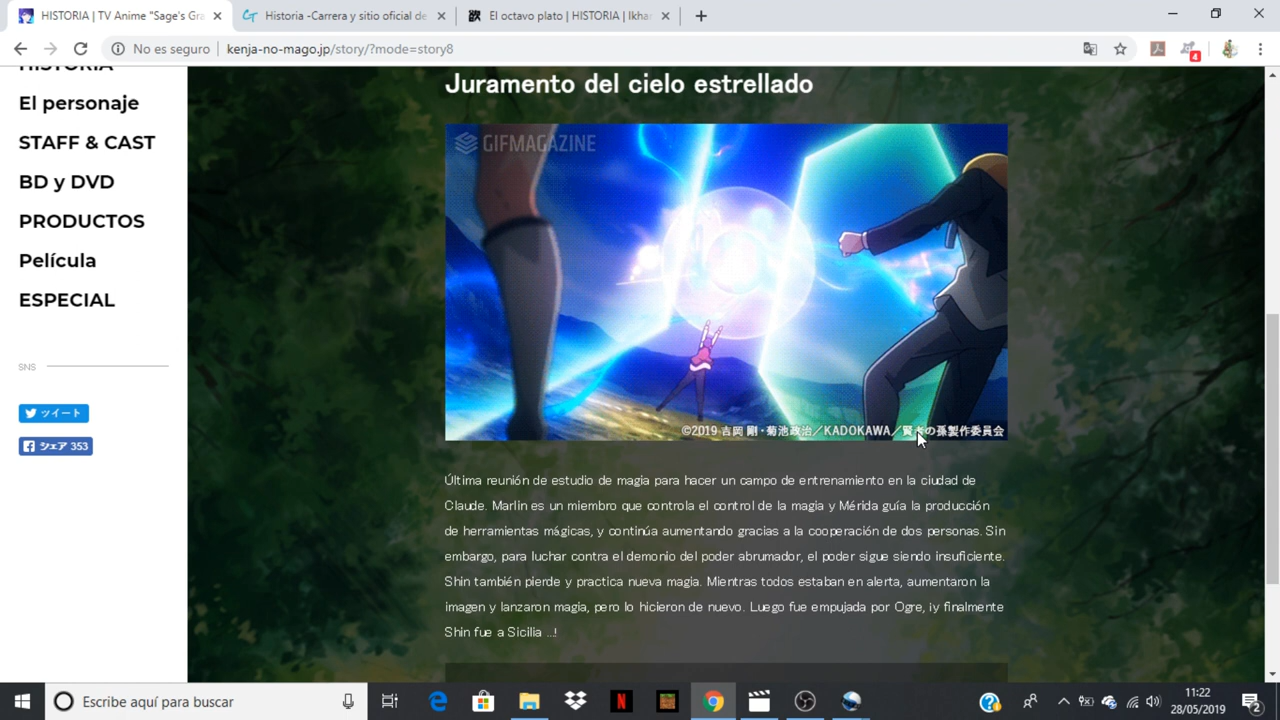 HISTORIA | TV Anime "Sage's Gra
Historia -Carrera y sitio oficial de
El octavo plato | HISTORIA | Ikhar
No es seguro
kenja-no-mago.jp/story/?mode=story8
4
HISTORIA
El personaje
STAFF & CAST
BD y DVD
PRODUCTOS
Película
ESPECIAL
SNS
ツイート
シェア 353
Juramento del cielo estrellado
GIFMAGAZINE
©2019 吉岡 剛・菊池政治／KADOKAWA／賢者の孫製作委員会
Última reunión de estudio de magia para hacer un campo de entrenamiento en la ciudad de
Claude. Marlin es un miembro que controla el control de la magia y Mérida guía la producción
de herramientas mágicas, y continúa aumentando gracias a la cooperación de dos personas. Sin
embargo, para luchar contra el demonio del poder abrumador, el poder sigue siendo insuficiente.
Shin también pierde y practica nueva magia. Mientras todos estaban en alerta, aumentaron la
imagen y lanzaron magia, pero lo hicieron de nuevo. Luego fue empujada por Ogre, ¡y finalmente
Shin fue a Sicilia ...!
Escribe aquí para buscar
11:22
28/05/2019
2